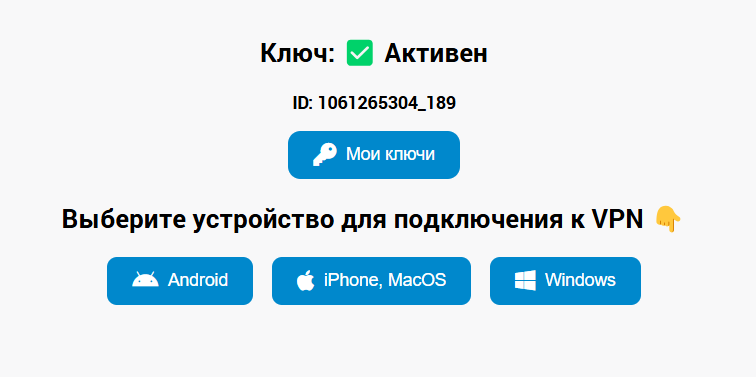 Ключ: ✅ Активен
ID: 1061265304_189
Мои ключи
Выберите устройство для подключения к VPN 👇
Android
iPhone, MacOS
Windows